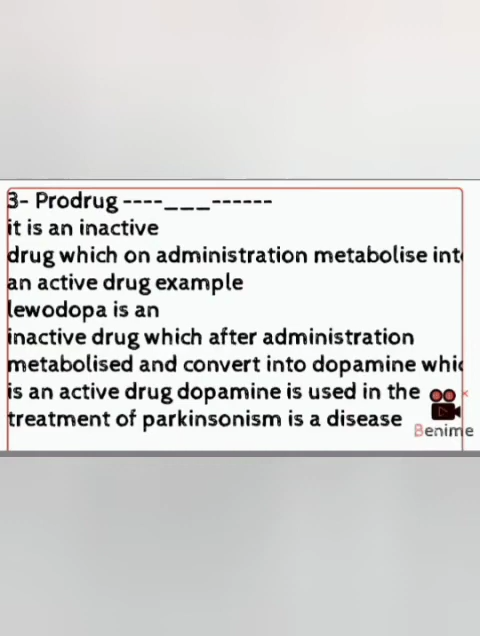 3- Prodrug ----___------
it is an inactive
drug which on administration metabolise into
an active drug example
lewodopa is an
inactive drug which after administration
metabolised and convert into dopamine
is an active drug dopamine is used in the
treatment of parkinsonism is a disease
Benime